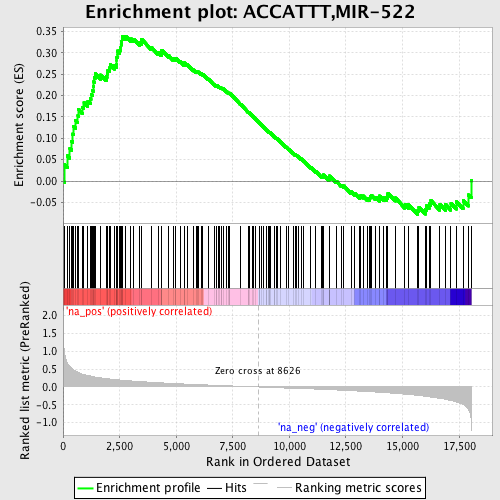 Enrichment plot: ACCATTT,MIR-522
Enrichment score (ES)
0.35
0.30
0.25
0.20
0.15
0.10
0.05
0.00
-0.05
'na_pos' (positively correlated)
Ranked list metric (PreRanked)
2.0
1.5
1.0
0.5
0.0
-0.5
-1.0
Zero cross at 8626
'na_neg' (negatively correlated)
0 2,500 5,000 7,500 10,000 12,500 15,000 17,500
Rank in Ordered Dataset
Enrichment profile Hits Ranking metric scores